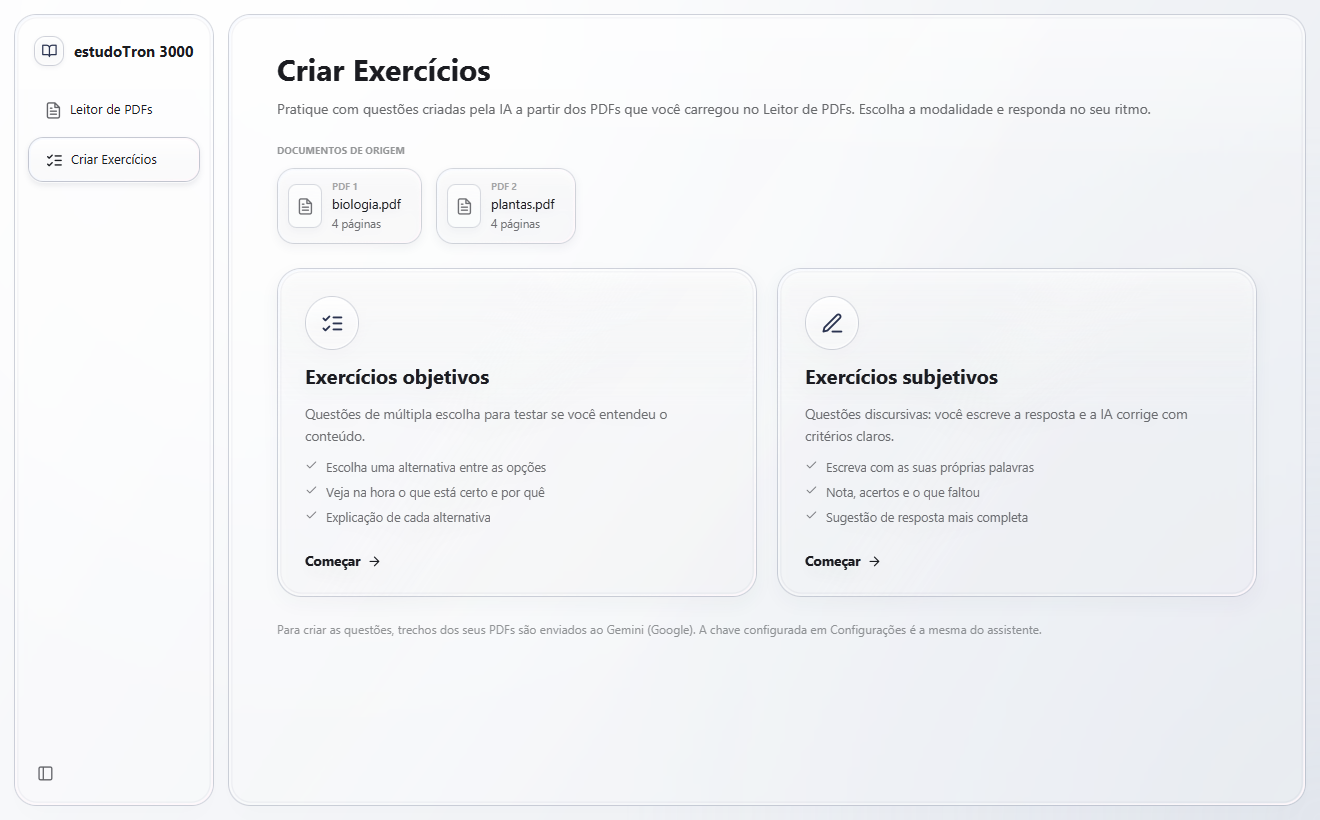 estudoTron 3000
Leitor de PDFs
Criar Exercícios
Criar Exercícios
Pratique com questões criadas pela IA a partir dos PDFs que você carregou no Leitor de PDFs. Escolha a modalidade e responda no seu ritmo.
DOCUMENTOS DE ORIGEM
PDF 1
biologia.pdf
4 páginas
PDF 2
plantas.pdf
4 páginas
Exercícios objetivos
Questões de múltipla escolha para testar se você entendeu o
conteúdo.
Escolha uma alternativa entre as opções
Veja na hora o que está certo e por quê
Explicação de cada alternativa
Começar
Exercícios subjetivos
Questões discursivas: você escreve a resposta e a IA corrige com
critérios claros.
Escreva com as suas próprias palavras
Nota, acertos e o que faltou
Sugestão de resposta mais completa
Começar
Para criar as questões, trechos dos seus PDFs são enviados ao Gemini (Google). A chave configurada em Configurações é a mesma do assistente.